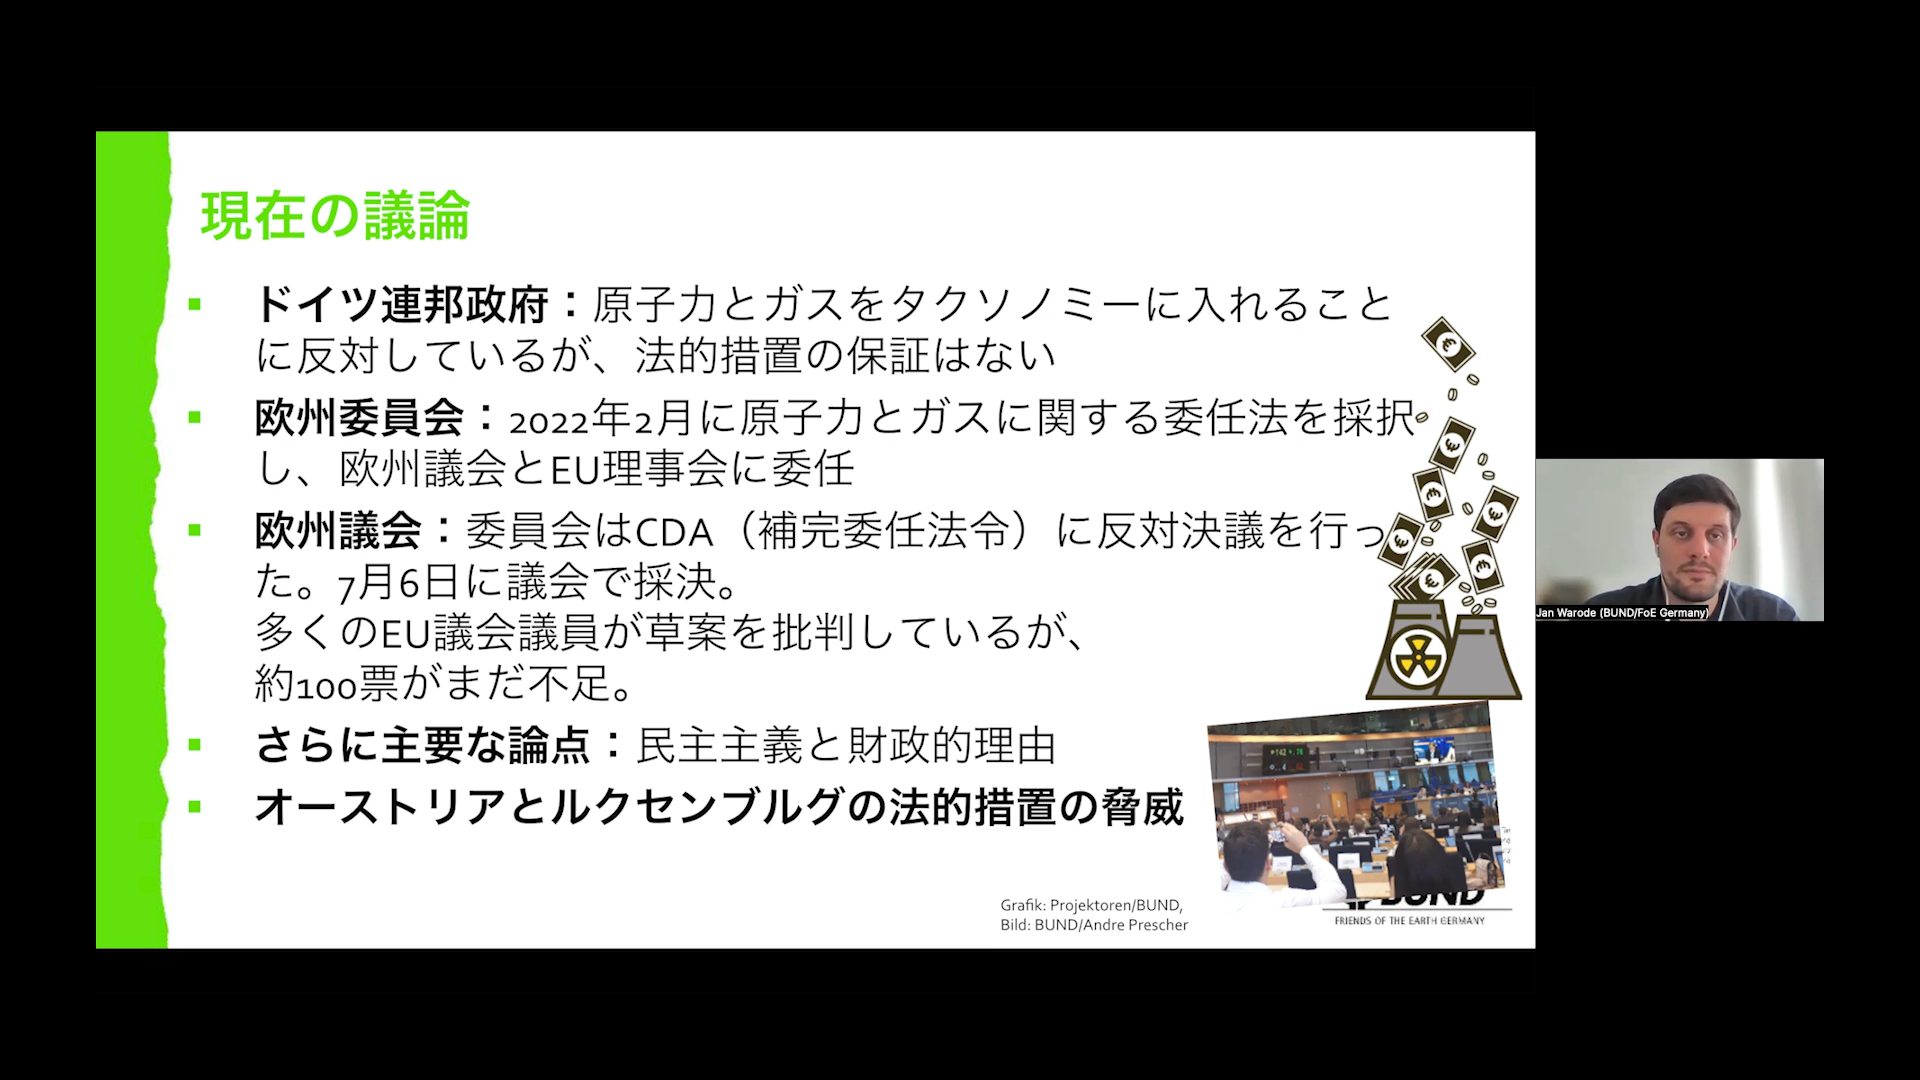 現在の議論
▪ ドイツ連邦政府：原子力とガスをタクソノミーに入れること
に反対しているが、法的措置の保証はない
▪ 欧州委員会：2022年2月に原子力とガスに関する委任法を採択
し、欧州議会とEU理事会に委任
▪ 欧州議会：委員会はCDA（補完委任法令）に反対決議を行っ
た。7月6日に議会で採決。
多くのEU議会議員が草案を批判しているが、
約100票がまだ不足。
▪ さらに主要な論点：民主主義と財政的理由
▪ オーストリアとルクセンブルグの法的措置の脅威
Grafik: Projektoren/BUND,
Bild: BUND/Andre Prescher
BUND
FRIENDS OF THE EARTH GERMANY
Jan Warode (BUND/FoE Germany)